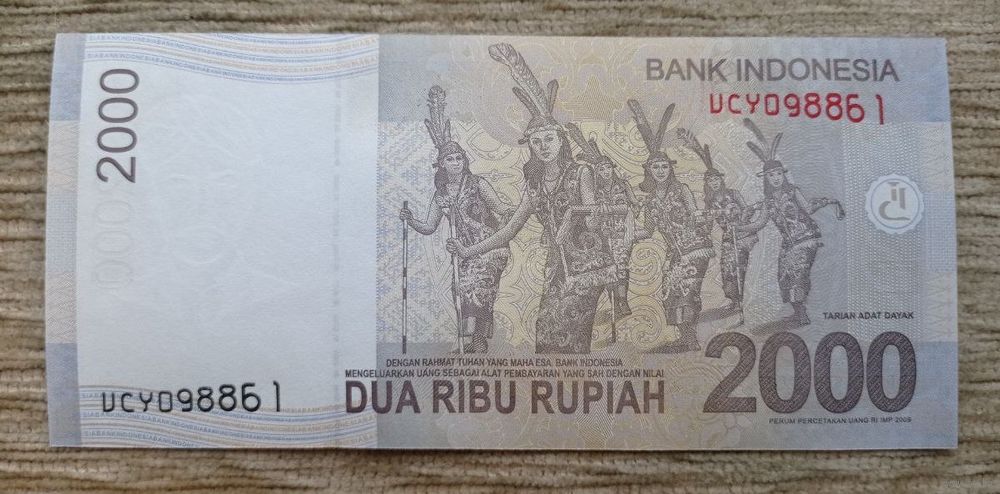 2000
BANK INDONESIA
UCY098861
TARIAN ADAT DAYAK
2000
DENGAN RAHMAT TUHAN YANG MAHA ESA, BANK INDONESIA
MENGELUARKAN UANG SEBAGAI ALAT PEMBAYARAN YANG SAH DENGAN NILAI
DUA RIBU RUPIAH
PERUM PERCETAKAN UANG RI IMP 2009
UCY098861